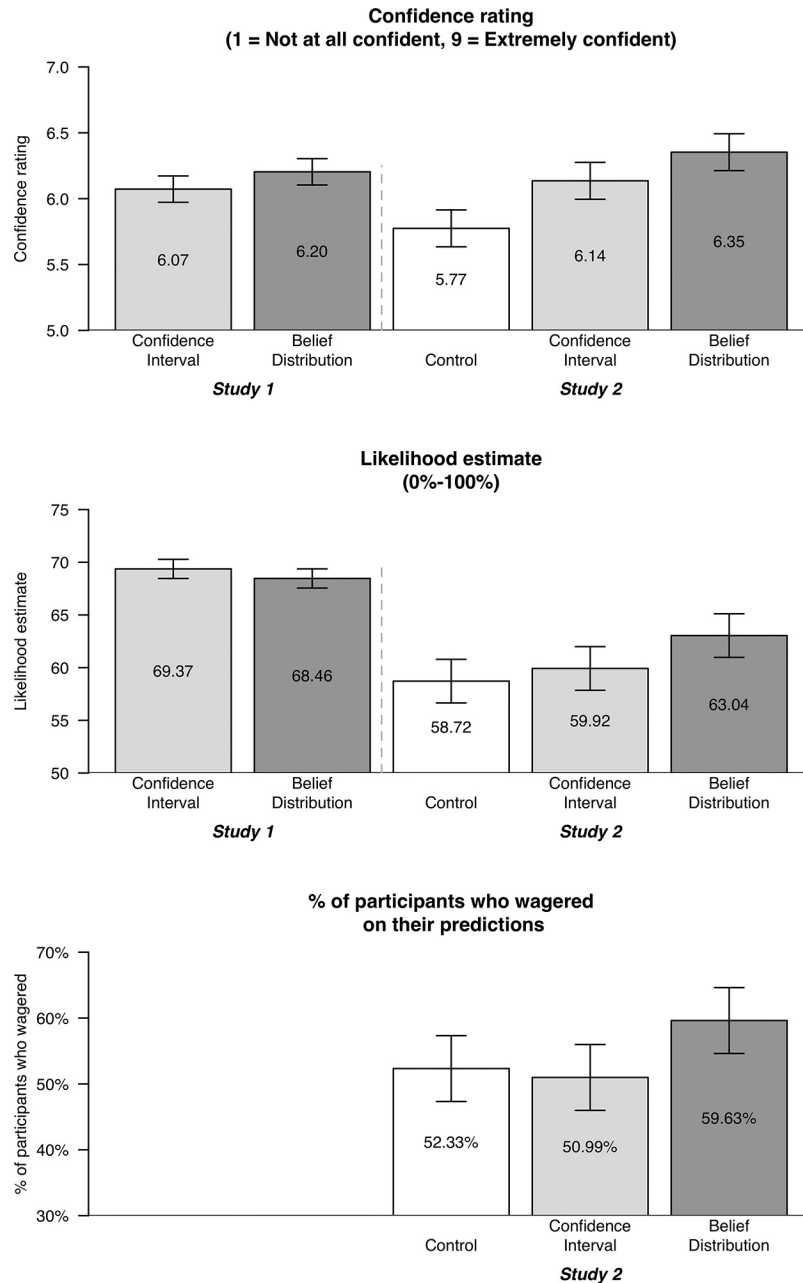 Confidence rating
(1 = Not at all confident, 9 = Extremely confident)
7.0
6.5
6.0
5.5
5.0
Confidence rating
6.07
6.20
5.77
6.14
6.35
Confidence
Interval
Belief
Distribution
Control
Confidence
Interval
Belief
Distribution
Study 1
Study 2
Likelihood estimate
(0%-100%)
75
70
65
60
55
50
Likelihood estimate
69.37
68.46
58.72
59.92
63.04
Confidence
Interval
Belief
Distribution
Control
Confidence
Interval
Belief
Distribution
Study 1
Study 2
% of participants who wagered
on their predictions
70%
60%
50%
40%
30%
% of participants who wagered
52.33%
50.99%
59.63%
Control
Confidence
Interval
Belief
Distribution
Study 2